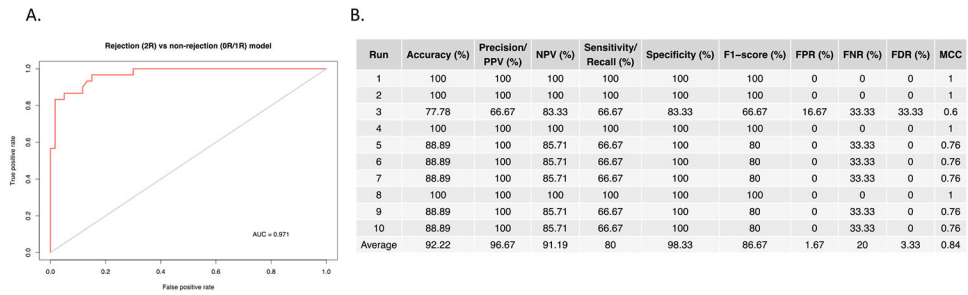 A.
Rejection (2R) vs non-rejection (0R/1R) model
True positive rate
1.0
0.8
0.6
0.4
0.2
0.0
AUC = 0.971
0.0 0.2 0.4 0.6 0.8 1.0
False positive rate
B.
Run Accuracy (%) Precision/PPV (%) NPV (%) Sensitivity/Recall (%) Specificity (%) F1−score (%) FPR (%) FNR (%) FDR (%) MCC
1 100 100 100 100 100 100 0 0 0 1
2 100 100 100 100 100 100 0 0 0 1
3 77.78 66.67 83.33 66.67 83.33 66.67 16.67 33.33 33.33 0.6
4 100 100 100 100 100 100 0 0 0 1
5 88.89 100 85.71 66.67 100 80 0 33.33 0 0.76
6 88.89 100 85.71 66.67 100 80 0 33.33 0 0.76
7 88.89 100 85.71 66.67 100 80 0 33.33 0 0.76
8 100 100 100 100 100 100 0 0 0 1
9 88.89 100 85.71 66.67 100 80 0 33.33 0 0.76
10 88.89 100 85.71 66.67 100 80 0 33.33 0 0.76
Average 92.22 96.67 91.19 80 98.33 86.67 1.67 20 3.33 0.84